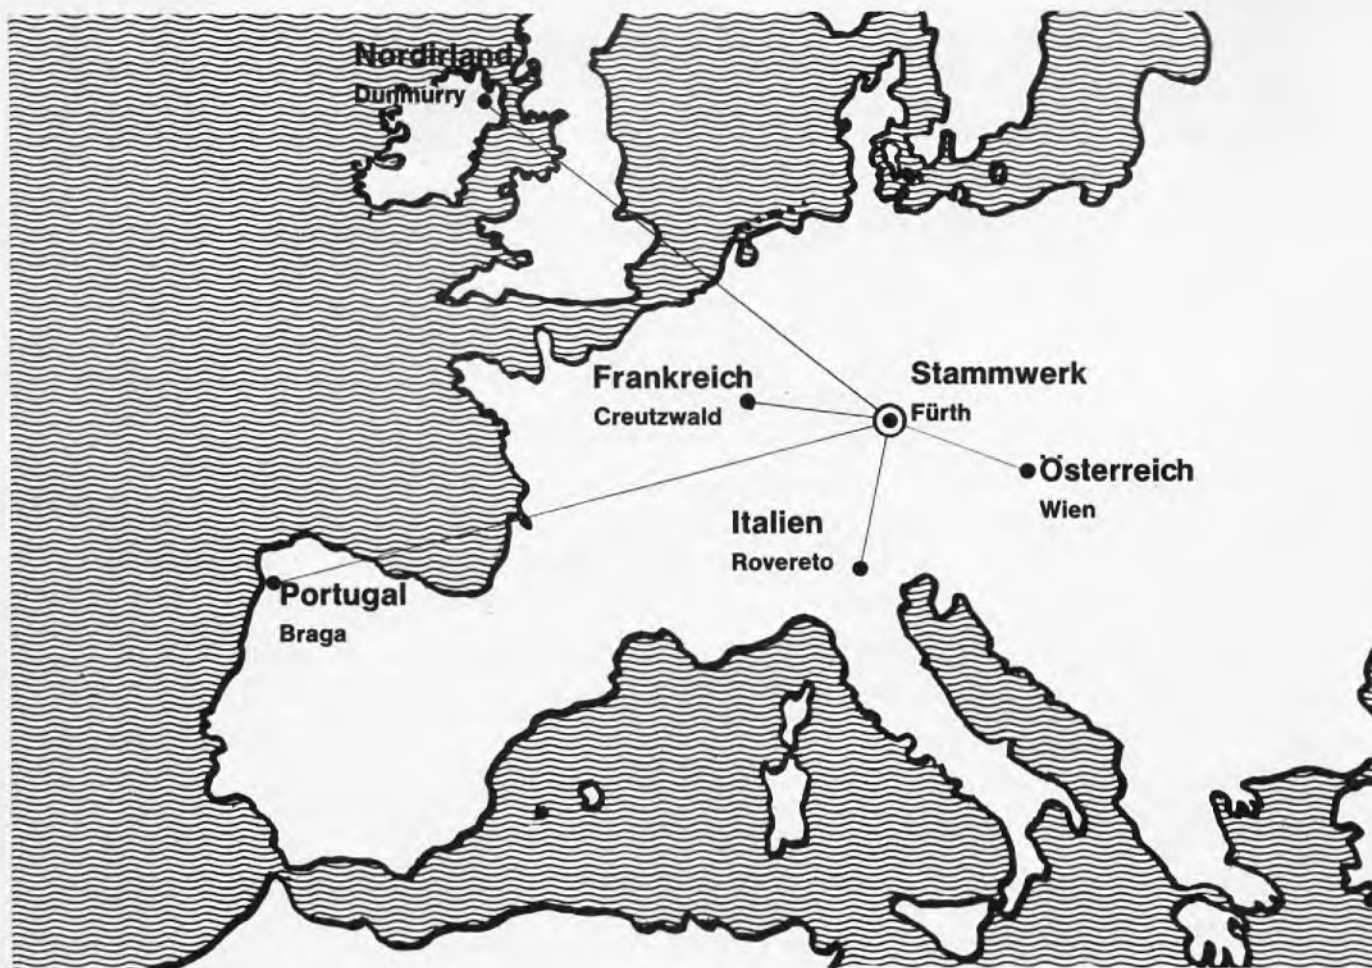 Nordirland
Dunmurry
Frankreich
Creutzwald
Stammwerk
Fürth
Österreich
Wien
Italien
Rovereto
Portugal
Braga